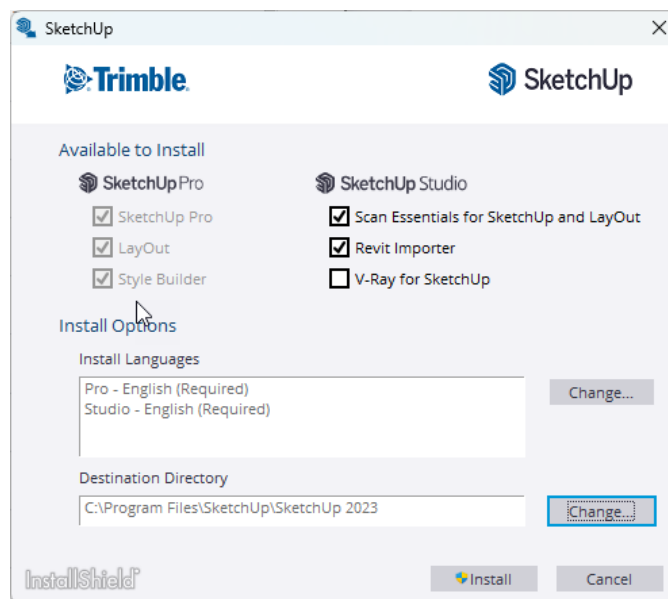 SketchUp
Trimble.
SketchUp
Available to Install
SketchUp Pro
SketchUp Studio
SketchUp Pro
Scan Essentials for SketchUp and LayOut
LayOut
Revit Importer
Style Builder
V-Ray for SketchUp
Install Options
Install Languages
Pro - English (Required)
Change...
Studio - English (Required)
Destination Directory
C:\Program Files\SketchUp\SketchUp 2023
Change...
InstallShield
Install
Cancel